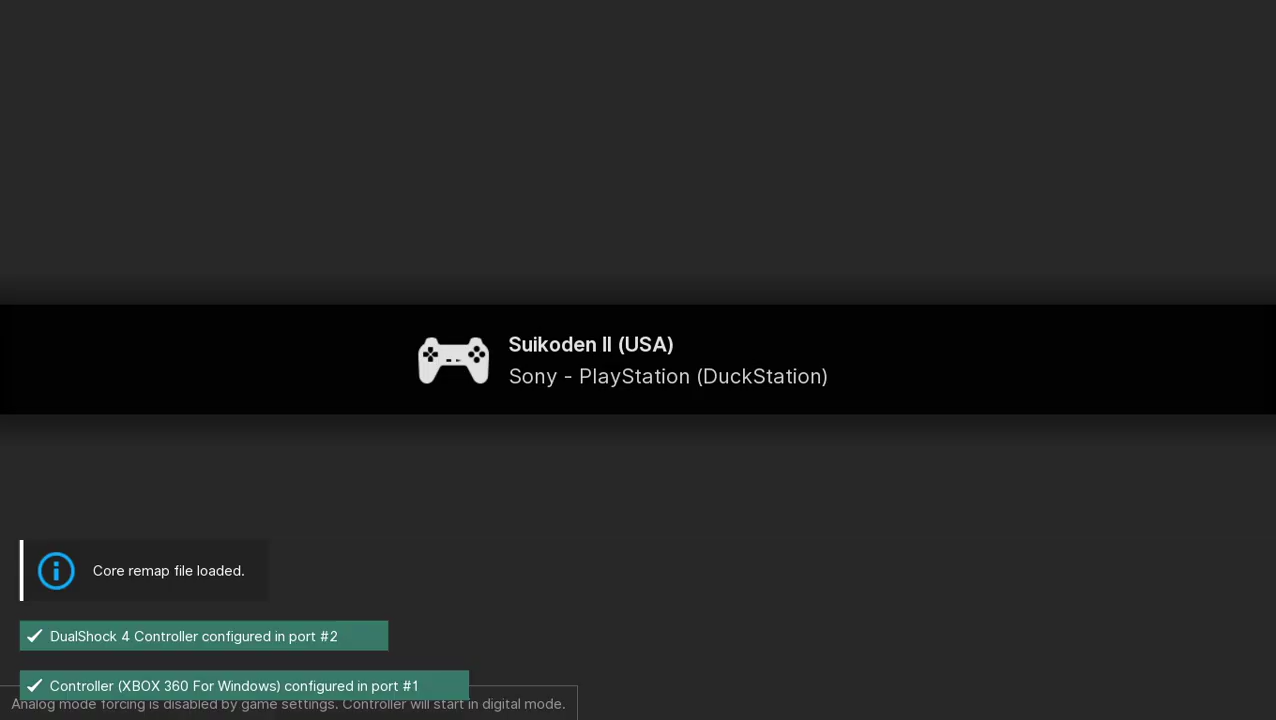 Suikoden II (USA)
Sony - PlayStation (DuckStation)
Core remap file loaded.
DualShock 4 Controller configured in port #2
Controller (XBOX 360 For Windows) configured in port #1
Analog mode forcing is disabled by game settings. Controller will start in digital mode.